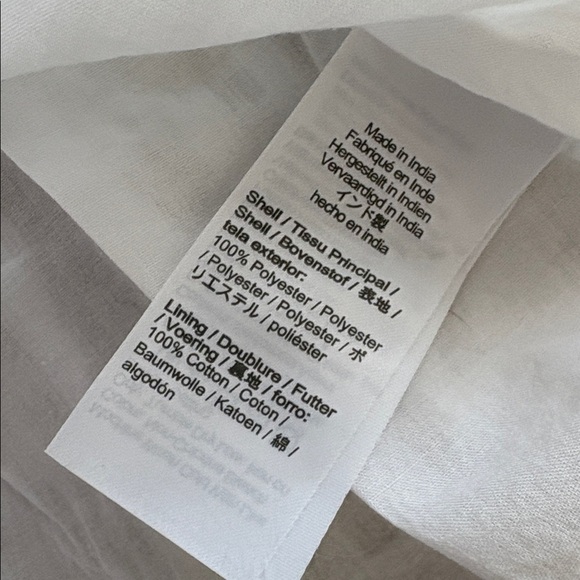 Made in India
Fabriqué en Inde
Hergestellt in Indien
Vervaardigd in India
インド製
hecho en india
Shell / Tissu Principal /
Shell / Bovenstof / 表地 /
tela exterior:
100% Polyester / Polyester
/ Polyester / Polyester / ポ
リエステル / poliéster
Lining / Doublure / Futter
/ Voering / 裏地 / forro:
100% Cotton / Coton /
Baumwolle / Katoen / 綿 /
algodón